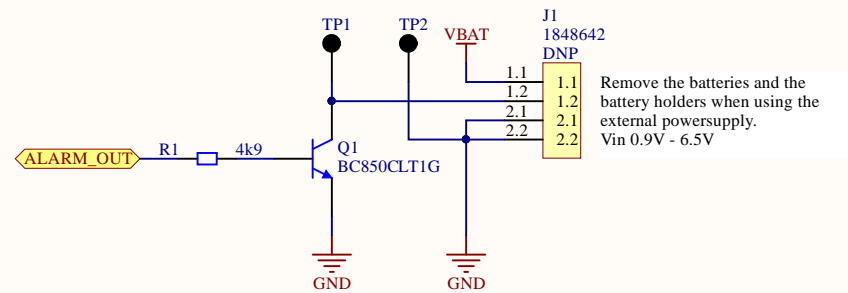 J1
1848642
DNP
TP1
TP2
VBAT
1.1
1.2
2.1
2.2
1.1
1.2
2.1
2.2
Remove the batteries and the
battery holders when using the
external powersupply.
Vin 0.9V - 6.5V
ALARM_OUT
R1
4k9
Q1
BC850CLT1G
GND
GND